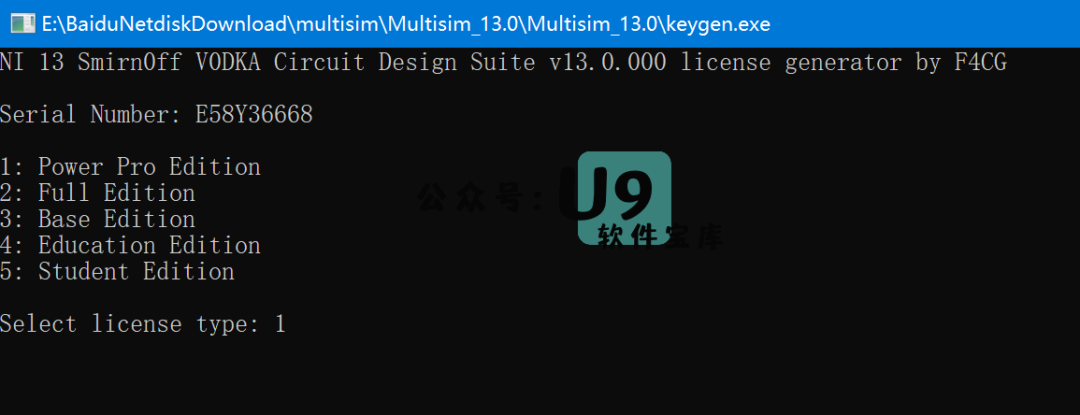 E:\BaiduNetdiskDownload\multisim\Multisim_13.0\Multisim_13.0\keygen.exe
NI 13 Smirn0ff V0DKA Circuit Design Suite v13.0.000 license generator by F4CG
Serial Number: E58Y36668
1: Power Pro Edition
2: Full Edition
3: Base Edition
4: Education Edition
5: Student Edition
Select license type: 1
公众号: U9
软件宝库